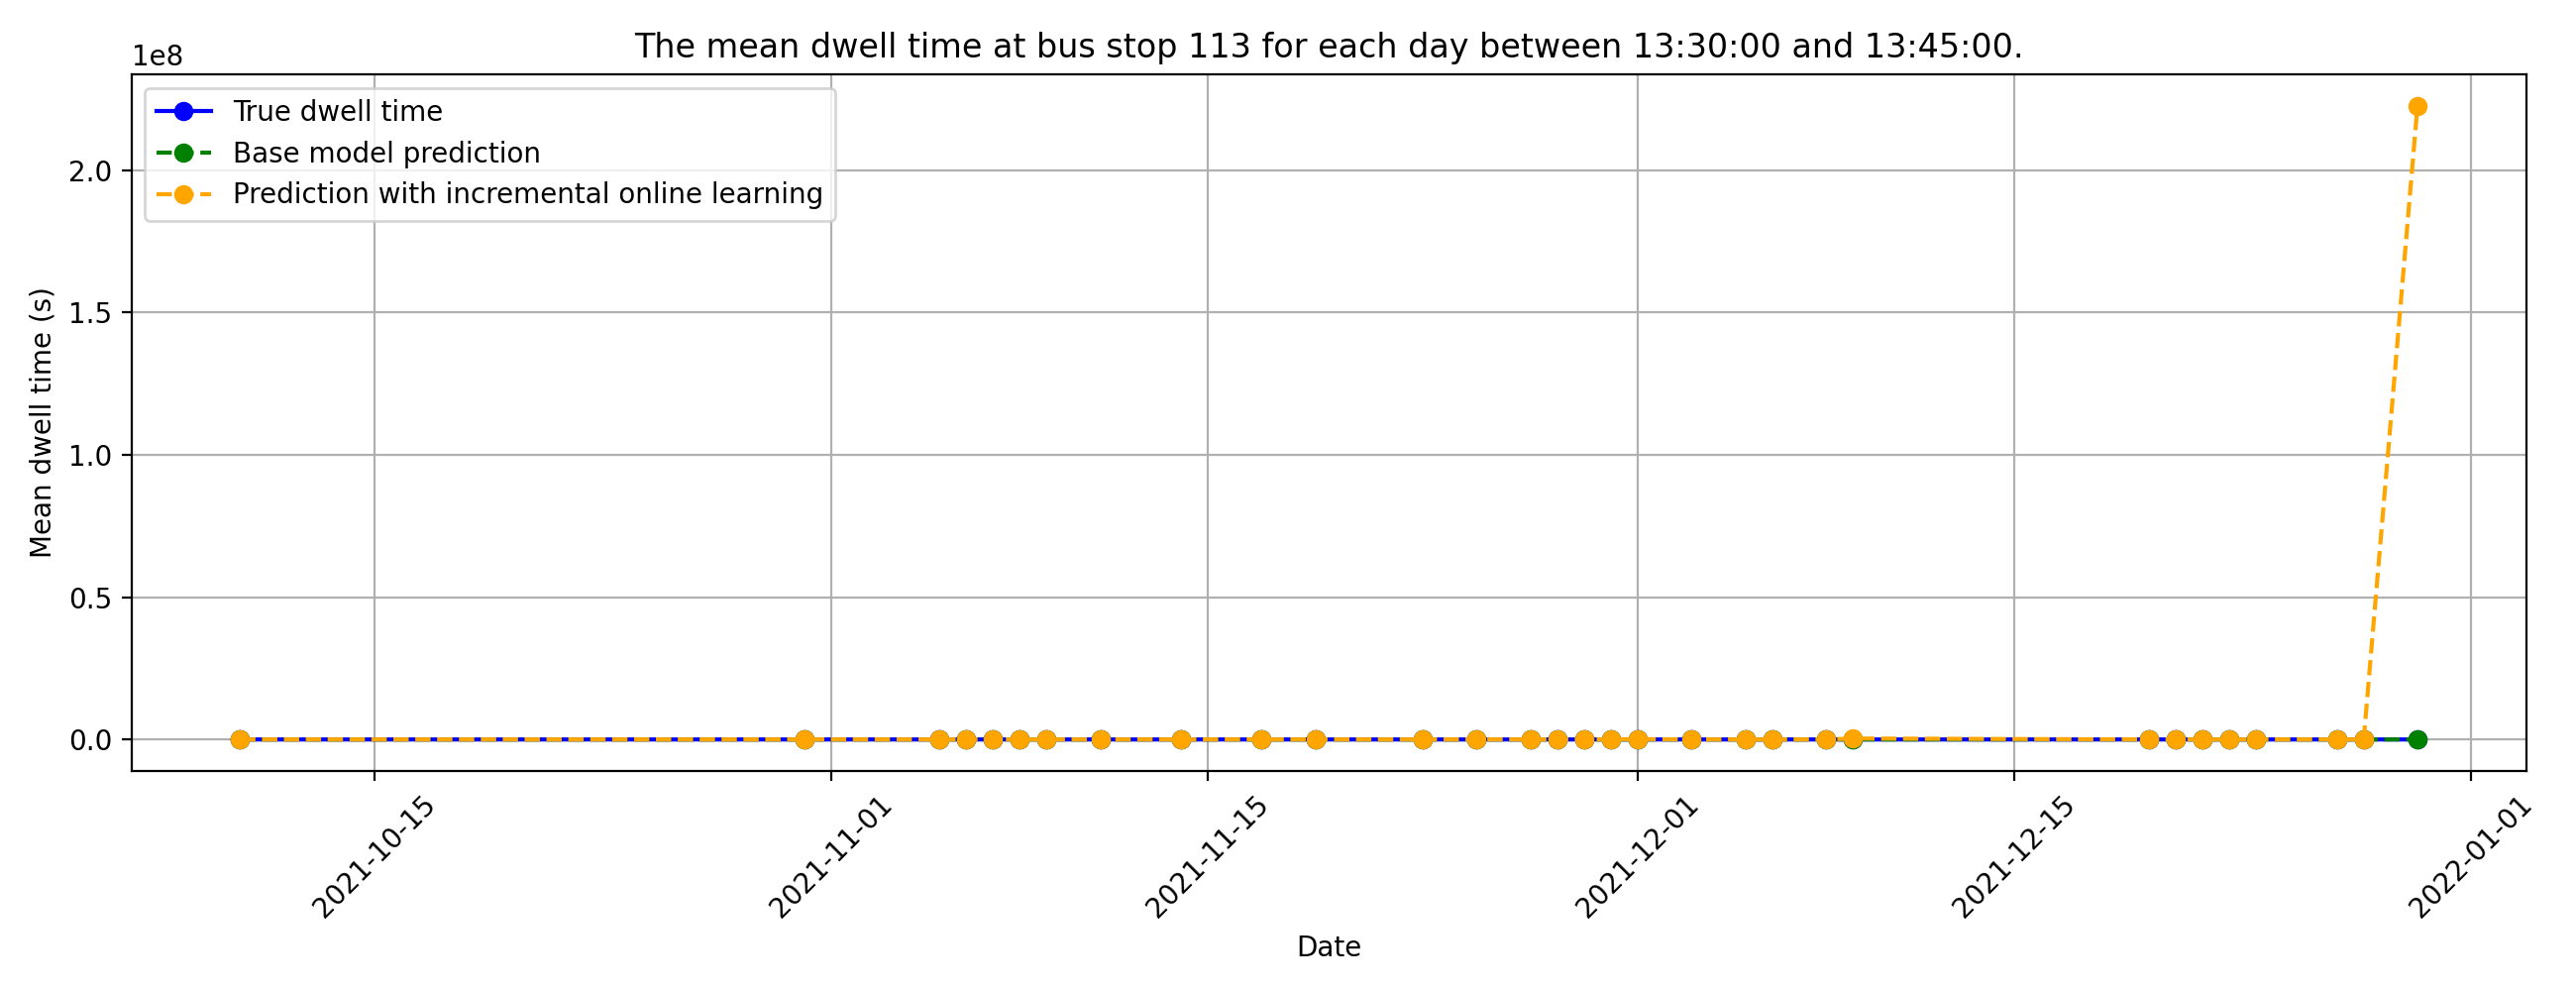 The mean dwell time at bus stop 113 for each day between 13:30:00 and 13:45:00.
1e8
True dwell time
Base model prediction
Prediction with incremental online learning
2.0
1.5
1.0
0.5
0.0
Mean dwell time (s)
2021-10-15
2021-11-01
2021-11-15
2021-12-01
2021-12-15
2022-01-01
Date